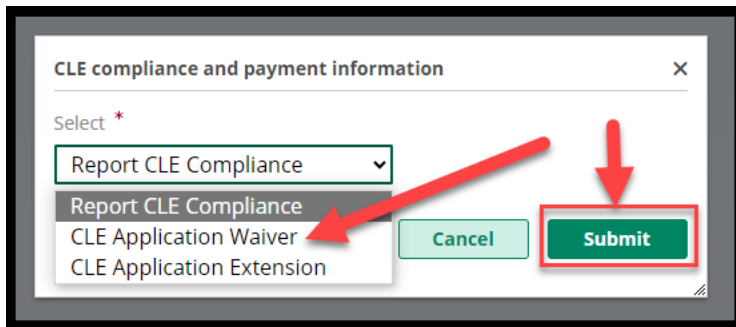 CLE compliance and payment information ×
Select *
Report CLE Compliance
Report CLE Compliance
CLE Application Waiver
CLE Application Extension
Cancel Submit